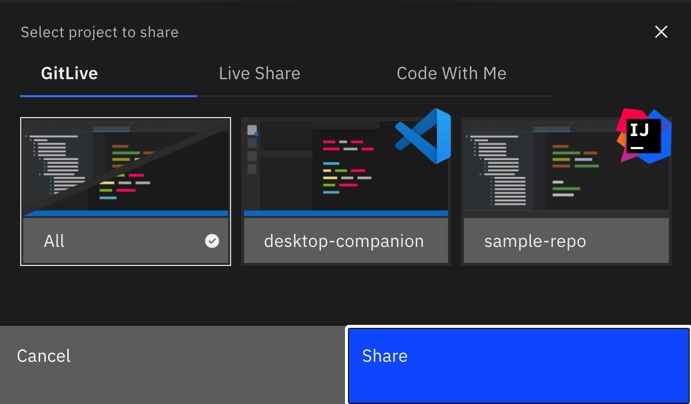 Select project to share
GitLive
Live Share
Code With Me
IJ
All
desktop-companion
sample-repo
Cancel
Share